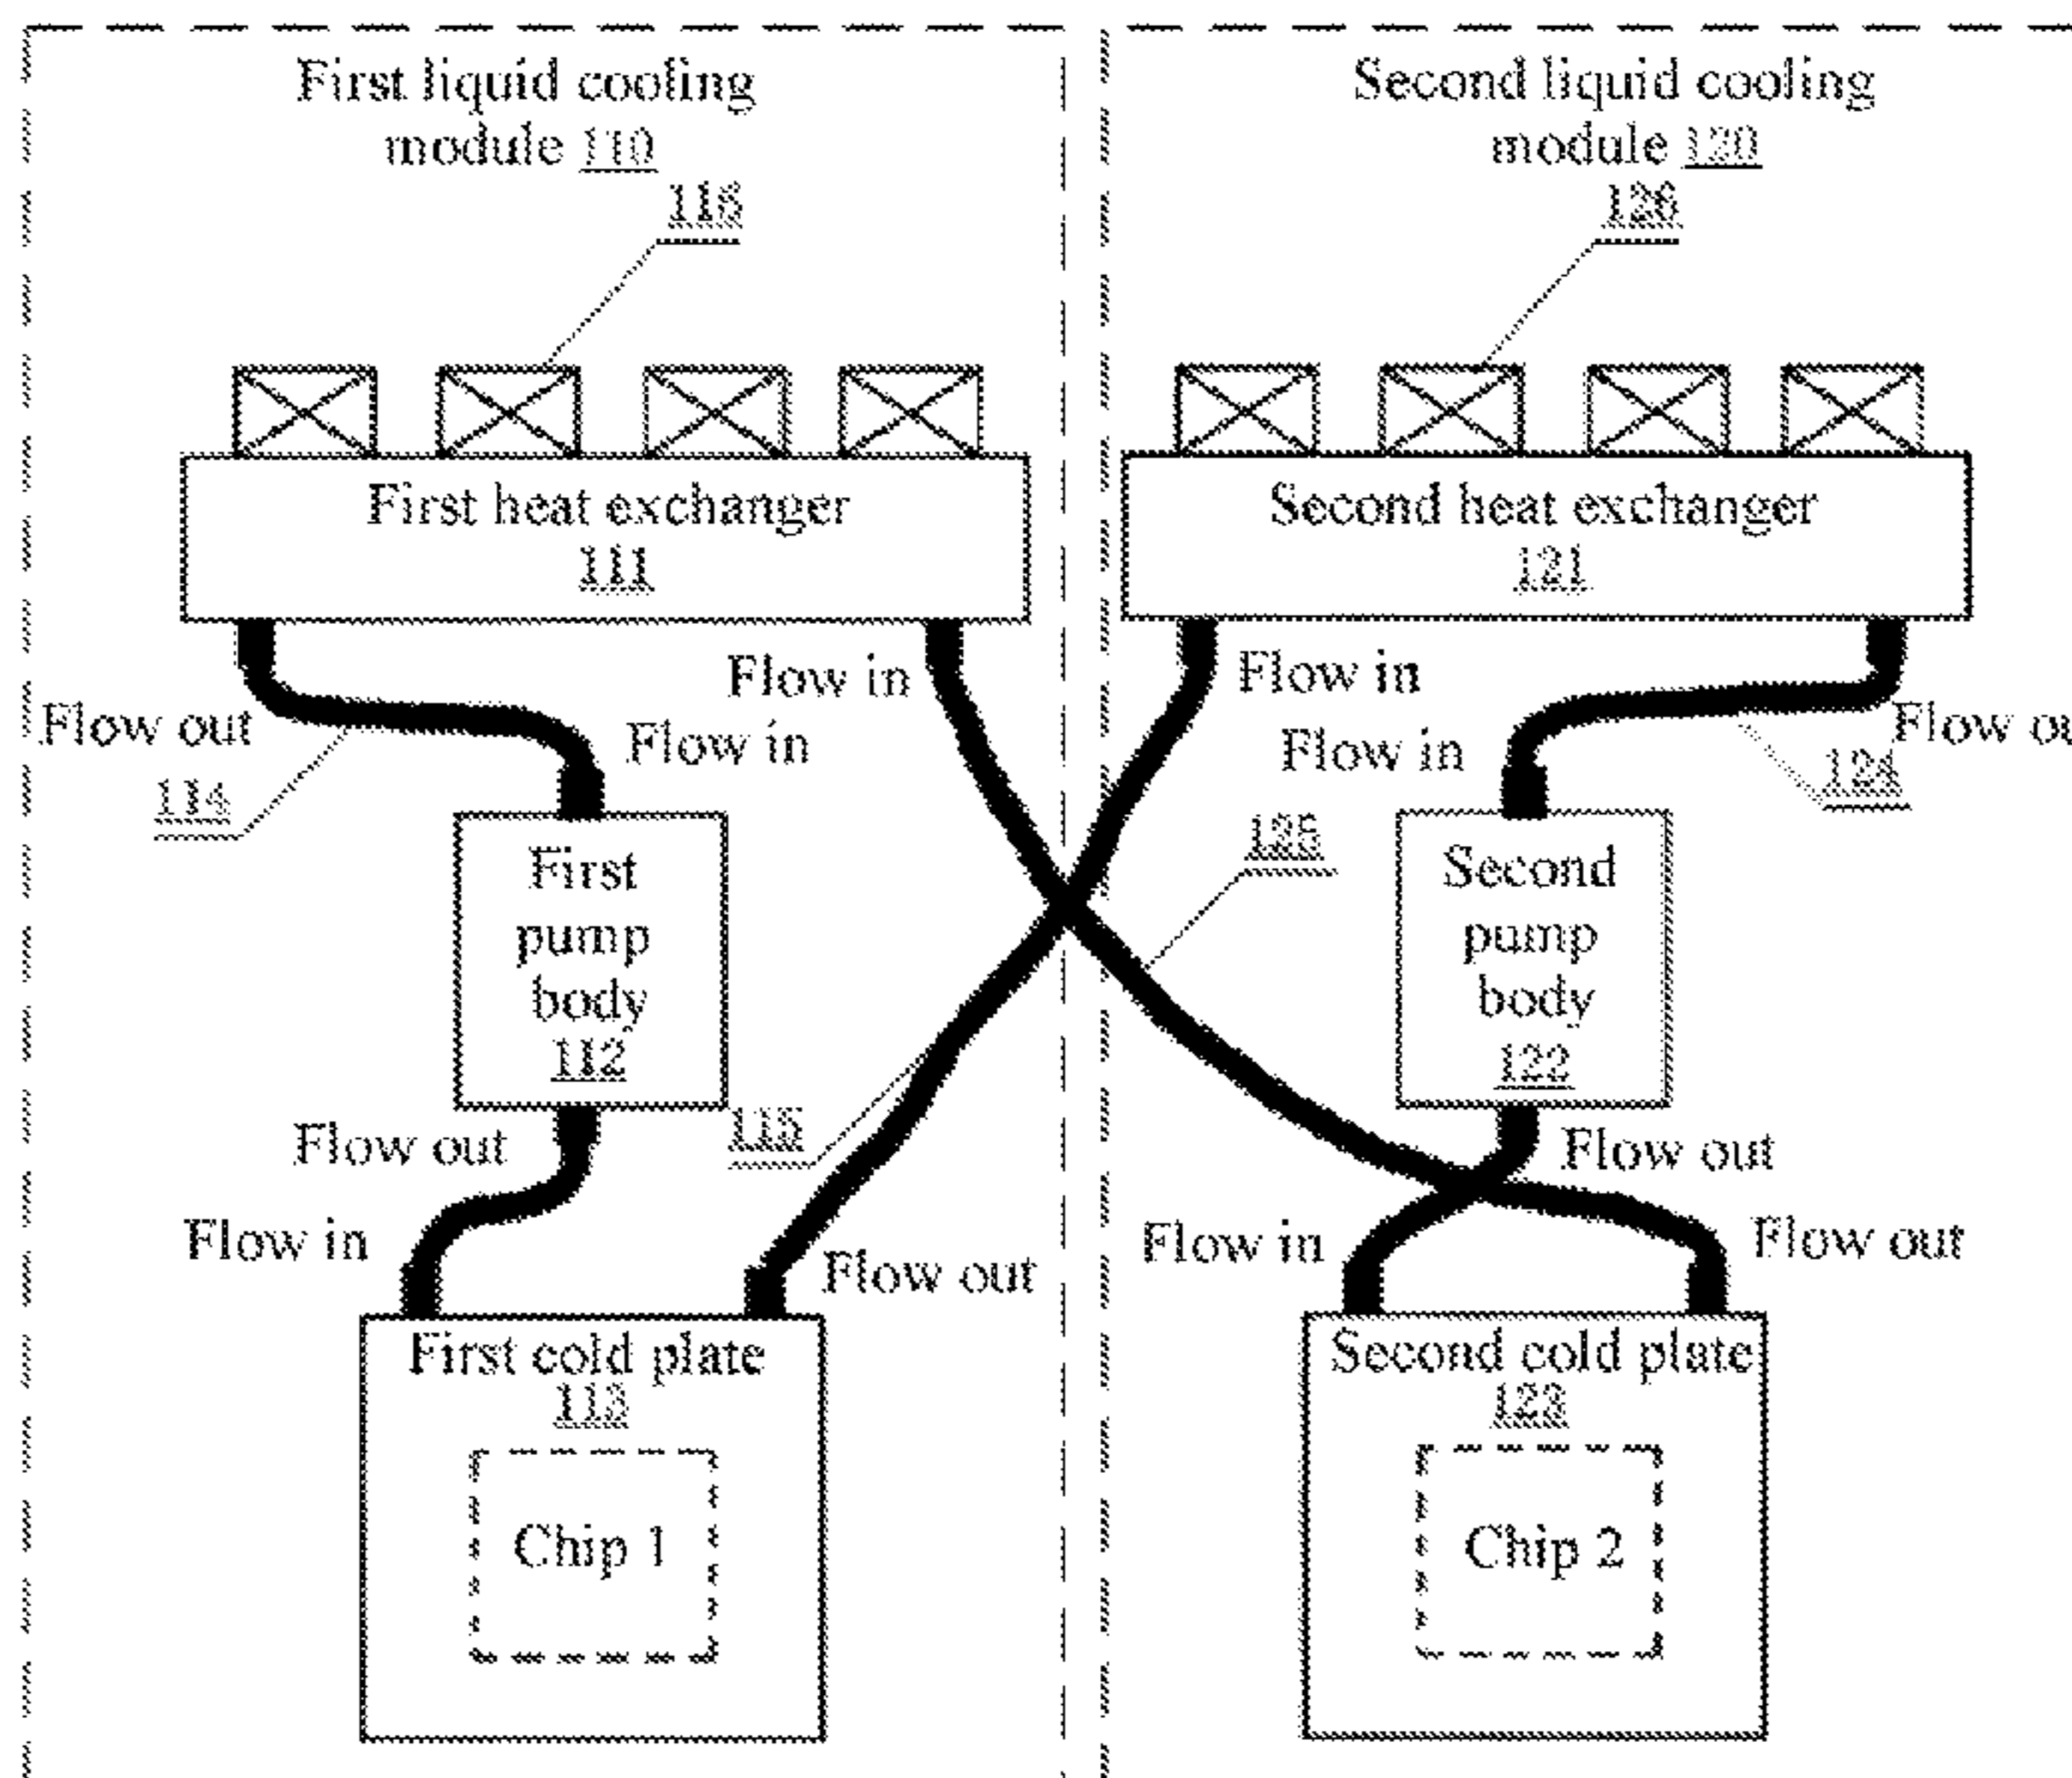 First liquid cooling
module 110
116
Second liquid cooling
module 120
126
First heat exchanger
111
Second heat exchanger
121
Flow in
Flow in
Flow out
Flow in
Flow in
Flow ou
114
124
125
First
pump
body
112
Second
pump
body
122
115
Flow out
Flow out
Flow in
Flow out
Flow in
Flow out
First cold plate
113
Second cold plate
123
Chip 1
Chip 2